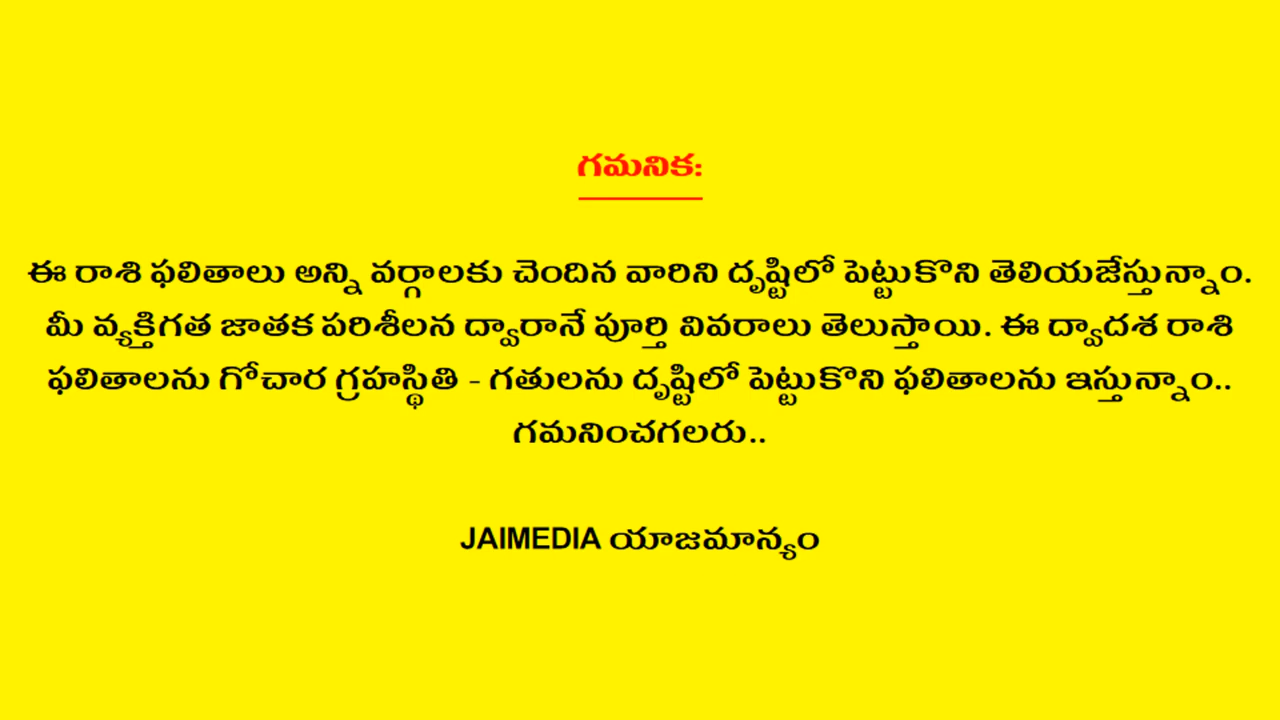 గమనిక:
ఈ రాశి ఫలితాలు అన్ని వర్గాలకు చెందిన వారిని దృష్టిలో పెట్టుకొని తెలియజేస్తున్నాం.
మీ వ్యక్తిగత జాతక పరిశీలన ద్వారానే పూర్తి వివరాలు తెలుస్తాయి. ఈ ద్వాదశ రాశి
ఫలితాలను గోచార గ్రహస్థితి - గతులను దృష్టిలో పెట్టుకొని ఫలితాలను ఇస్తున్నాం..
గమనించగలరు..
JAIMEDIA యాజమాన్యం